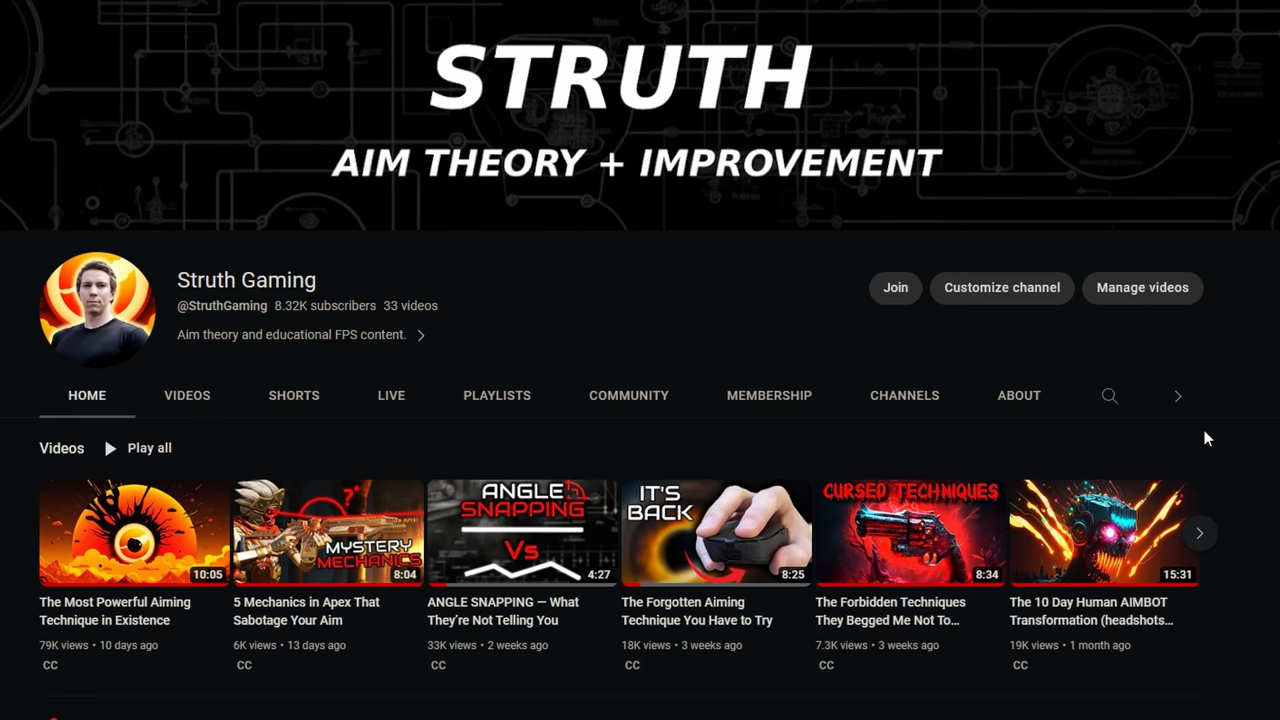 STRUTH
AIM THEORY + IMPROVEMENT
Struth Gaming
@StruthGaming 8.32K subscribers 33 videos
Aim theory and educational FPS content.
Join Customize channel Manage videos
HOME VIDEOS SHORTS LIVE PLAYLISTS COMMUNITY MEMBERSHIP CHANNELS ABOUT
Videos Play all
10:05
The Most Powerful Aiming
Technique in Existence
79K views • 10 days ago
CC
?
MYSTERY
MECHANICS
8:04
5 Mechanics in Apex That
Sabotage Your Aim
6K views • 13 days ago
CC
ANGLE
SNAPPING
Vs
4:27
ANGLE SNAPPING — What
They’re Not Telling You
33K views • 2 weeks ago
CC
IT'S
BACK
8:25
The Forgotten Aiming
Technique You Have to Try
18K views • 3 weeks ago
CC
CURSED TECHNIQUES
8:34
The Forbidden Techniques
They Begged Me Not To...
7.3K views • 3 weeks ago
CC
15:31
The 10 Day Human AIMBOT
Transformation (headshots...
19K views • 1 month ago
CC